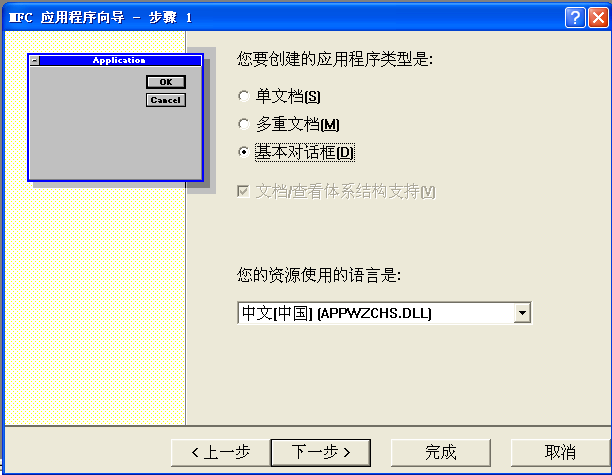 MFC 应用程序向导 - 步骤 1
Application
OK
Cancel
您要创建的应用程序类型是:
单文档(S)
多重文档(M)
基本对话框(D)
文档/查看体系结构支持(V)
您的资源使用的语言是:
中文[中国] (APPWZCHS.DLL)
< 上一步 下一步 > 完成 取消